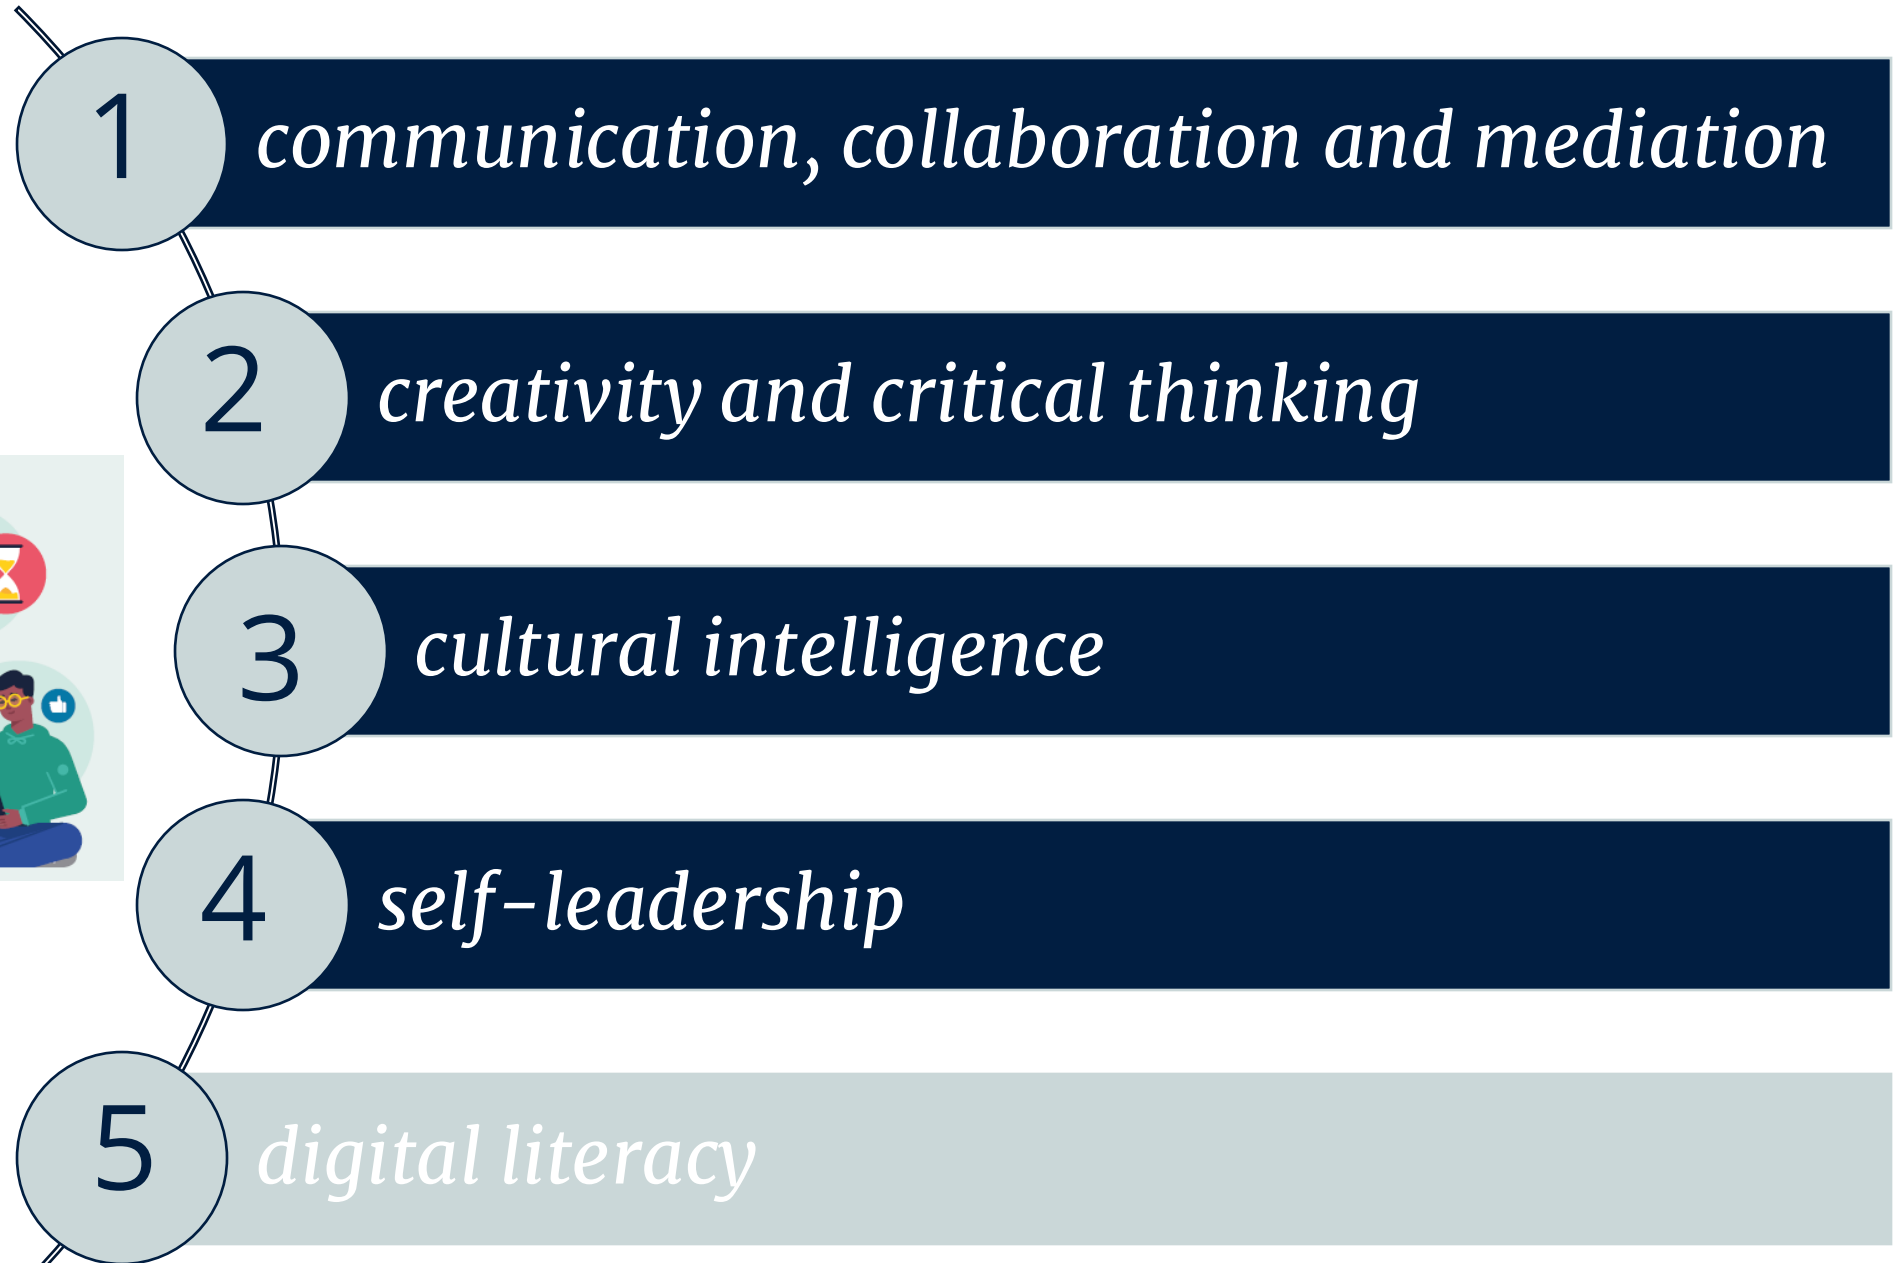 1 communication, collaboration and mediation
2 creativity and critical thinking
3 cultural intelligence
4 self-leadership
5 digital literacy